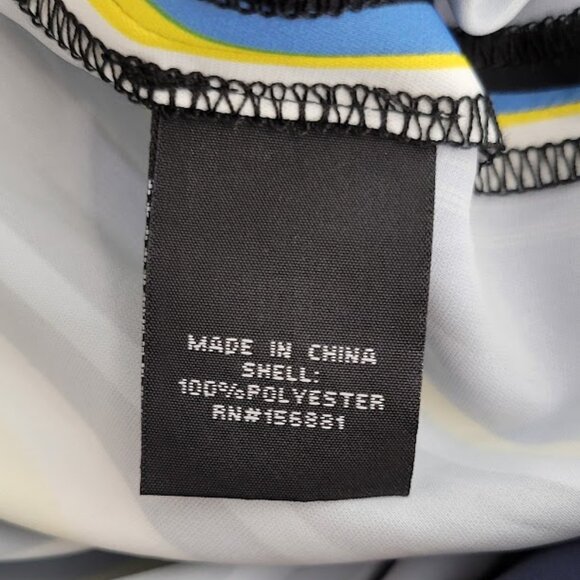 MADE IN CHINA
SHELL:
100%POLYESTER
RN#156881